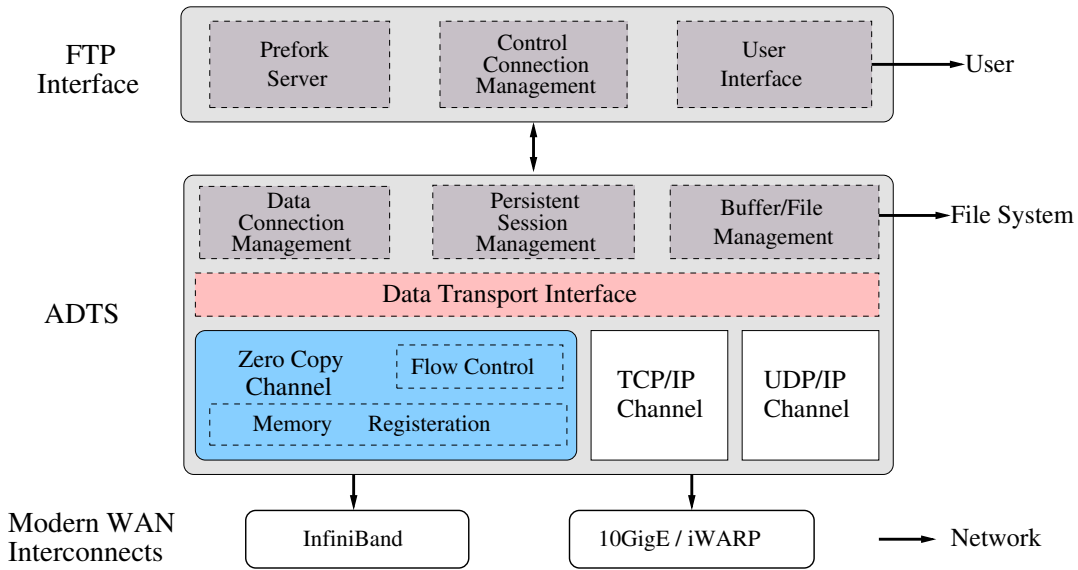 FTP
Interface
Prefork
Server
Control
Connection
Management
User
Interface
User
ADTS
Data
Connection
Management
Persistent
Session
Management
Buffer/File
Management
File System
Data Transport Interface
Zero Copy
Channel
Flow Control
Memory Registeration
TCP/IP
Channel
UDP/IP
Channel
Modern WAN
Interconnects
InfiniBand
10GigE / iWARP
Network